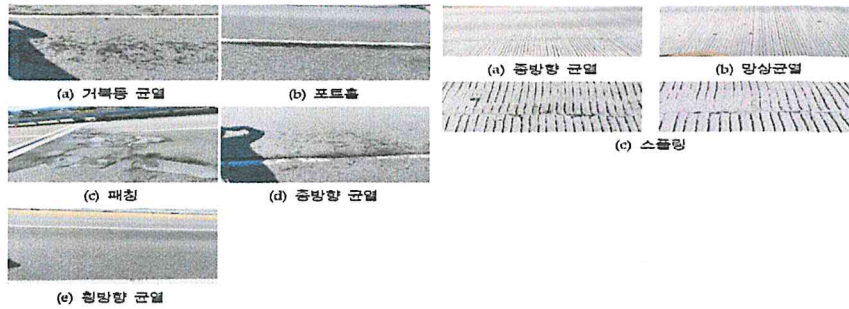 (a) 거북등 균열
(b) 포트홀
(c) 패칭
(d) 종방향 균열
(e) 횡방향 균열
(a) 종방향 균열
(b) 망상균열
(c) 스폴링